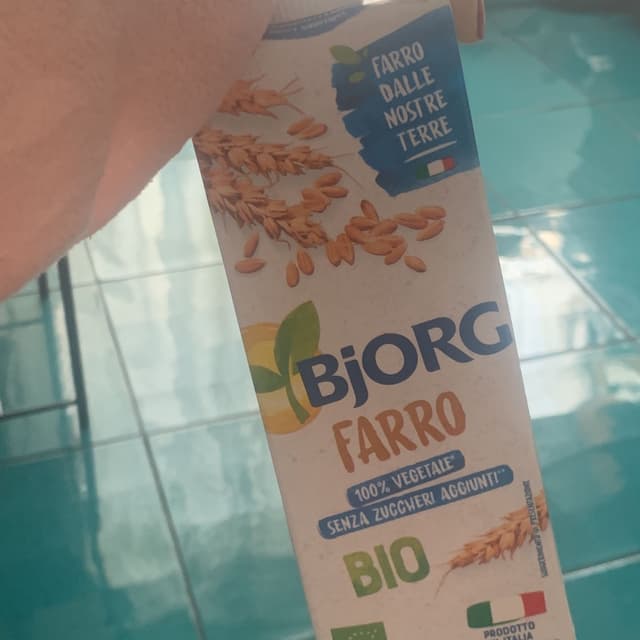 FARRO
DALLE
NOSTRE
TERRE
BjORG
FARRO
100% VEGETALE*
SENZA ZUCCHERI AGGIUNTI**
BIO
PRODOTTO